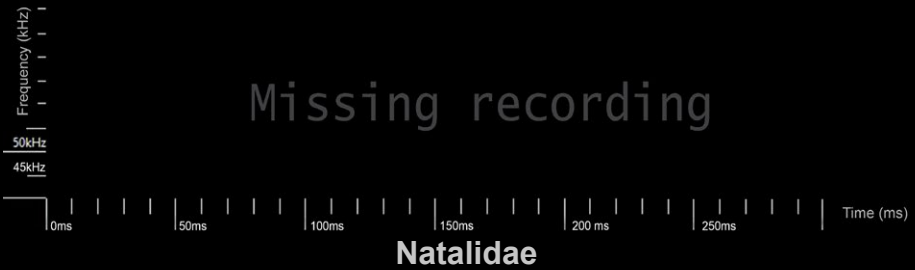 Frequency (kHz)
Missing recording
50kHz
45kHz
0ms
50ms
100ms
150ms
200 ms
250ms
Time (ms)
Natalidae